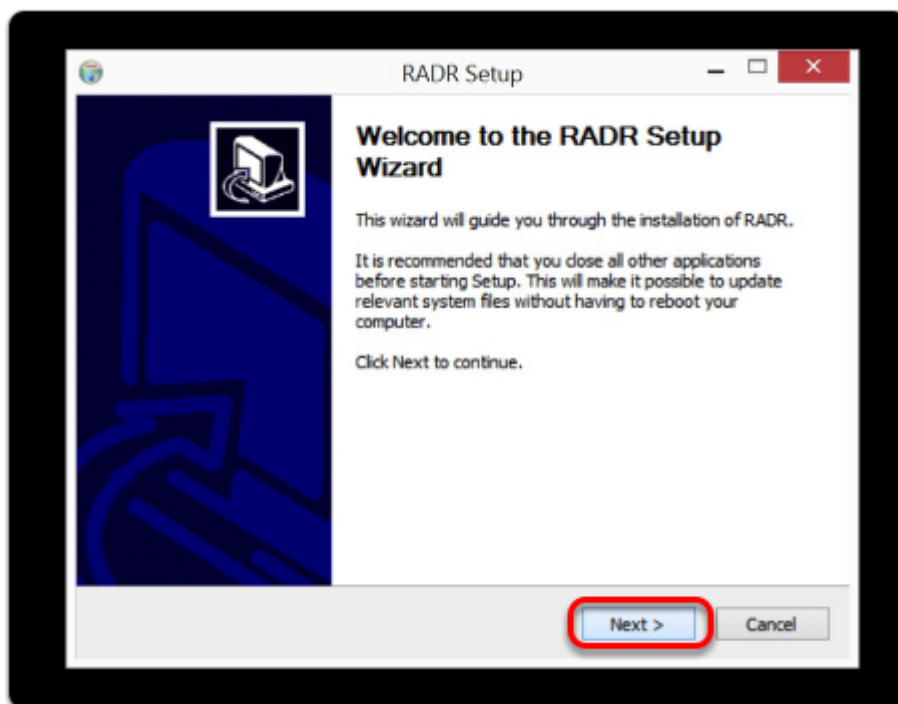 RADR Setup
Welcome to the RADR Setup
Wizard
This wizard will guide you through the installation of RADR.
It is recommended that you close all other applications
before starting Setup. This will make it possible to update
relevant system files without having to reboot your
computer.
Click Next to continue.
Next >
Cancel